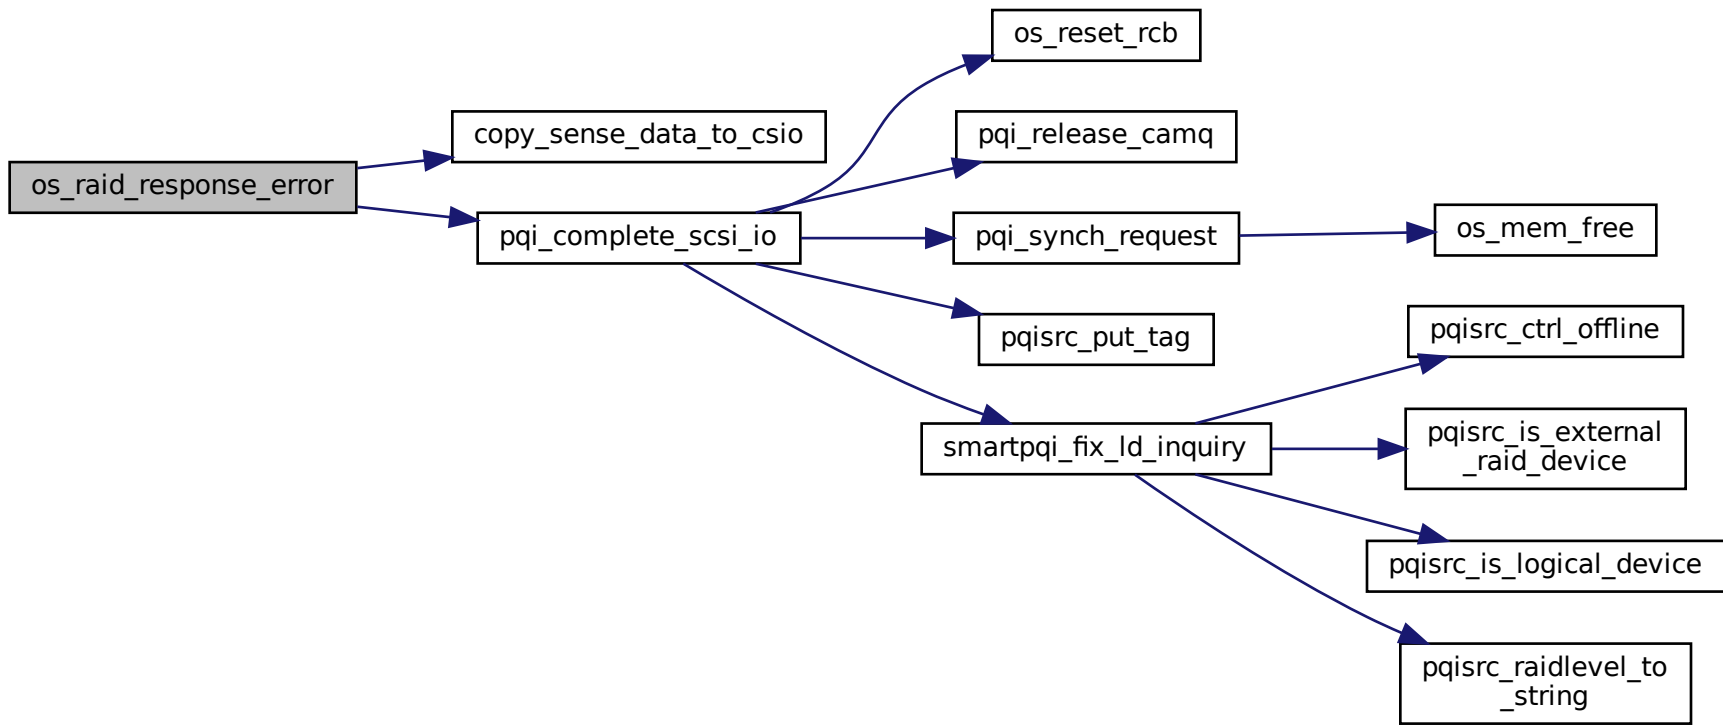 os_raid_response_error
copy_sense_data_to_csio
pqi_complete_scsi_io
os_reset_rcb
pqi_release_camq
pqi_synch_request
pqisrc_put_tag
smartpqi_fix_ld_inquiry
os_mem_free
pqisrc_ctrl_offline
pqisrc_is_external
_raid_device
pqisrc_is_logical_device
pqisrc_raidlevel_to
_string